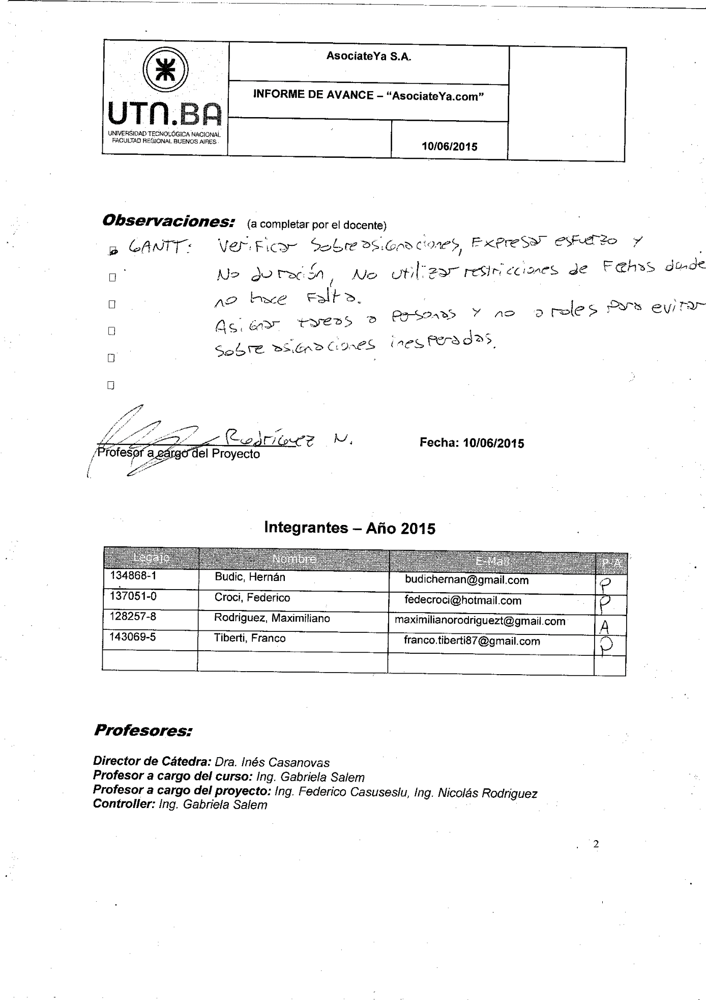 AsociateYa S.A.
INFORME DE AVANCE – “AsociateYa.com”
10/06/2015
UTN.BA
UNIVERSIDAD TECNOLÓGICA NACIONAL
FACULTAD REGIONAL BUENOS AIRES
Observaciones: (a completar por el docente)
GANTT: Verificar Sobreasignaciones, Expresar esfuerzo y
No duración, No utilizar restricciones de Fechas donde
no hace Falta.
Asignar tareas a personas y no a roles para evitar
Sobreasignaciones inesperadas.
Rodríguez N.
Profesor a cargo del Proyecto
Fecha: 10/06/2015
Integrantes – Año 2015
Legajo Nombre E-Mail P-A
134868-1 Budic, Hernán budichernan@gmail.com P
137051-0 Croci, Federico fedecroci@hotmail.com P
128257-8 Rodriguez, Maximiliano maximilianorodriguezt@gmail.com A
143069-5 Tiberti, Franco franco.tiberti87@gmail.com P
Profesores:
Director de Cátedra: Dra. Inés Casanovas
Profesor a cargo del curso: Ing. Gabriela Salem
Profesor a cargo del proyecto: Ing. Federico Casuseslu, Ing. Nicolás Rodriguez
Controller: Ing. Gabriela Salem
2